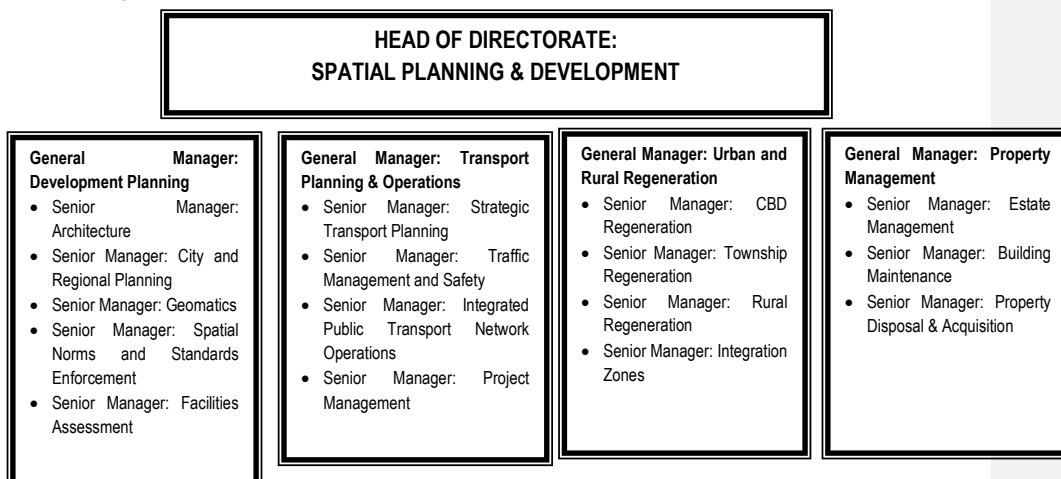 HEAD OF DIRECTORATE:
SPATIAL PLANNING & DEVELOPMENT
General Manager:
Development Planning
• Senior Manager:
Architecture
• Senior Manager: City and
Regional Planning
• Senior Manager: Geomatics
• Senior Manager: Spatial
Norms and Standards
Enforcement
• Senior Manager: Facilities
Assessment
General Manager: Transport
Planning & Operations
• Senior Manager: Strategic
Transport Planning
• Senior Manager: Traffic
Management and Safety
• Senior Manager: Integrated
Public Transport Network
Operations
• Senior Manager: Project
Management
General Manager: Urban and
Rural Regeneration
• Senior Manager: CBD
Regeneration
• Senior Manager: Township
Regeneration
• Senior Manager: Rural
Regeneration
• Senior Manager: Integration
Zones
General Manager: Property
Management
• Senior Manager: Estate
Management
• Senior Manager: Building
Maintenance
• Senior Manager: Property
Disposal & Acquisition